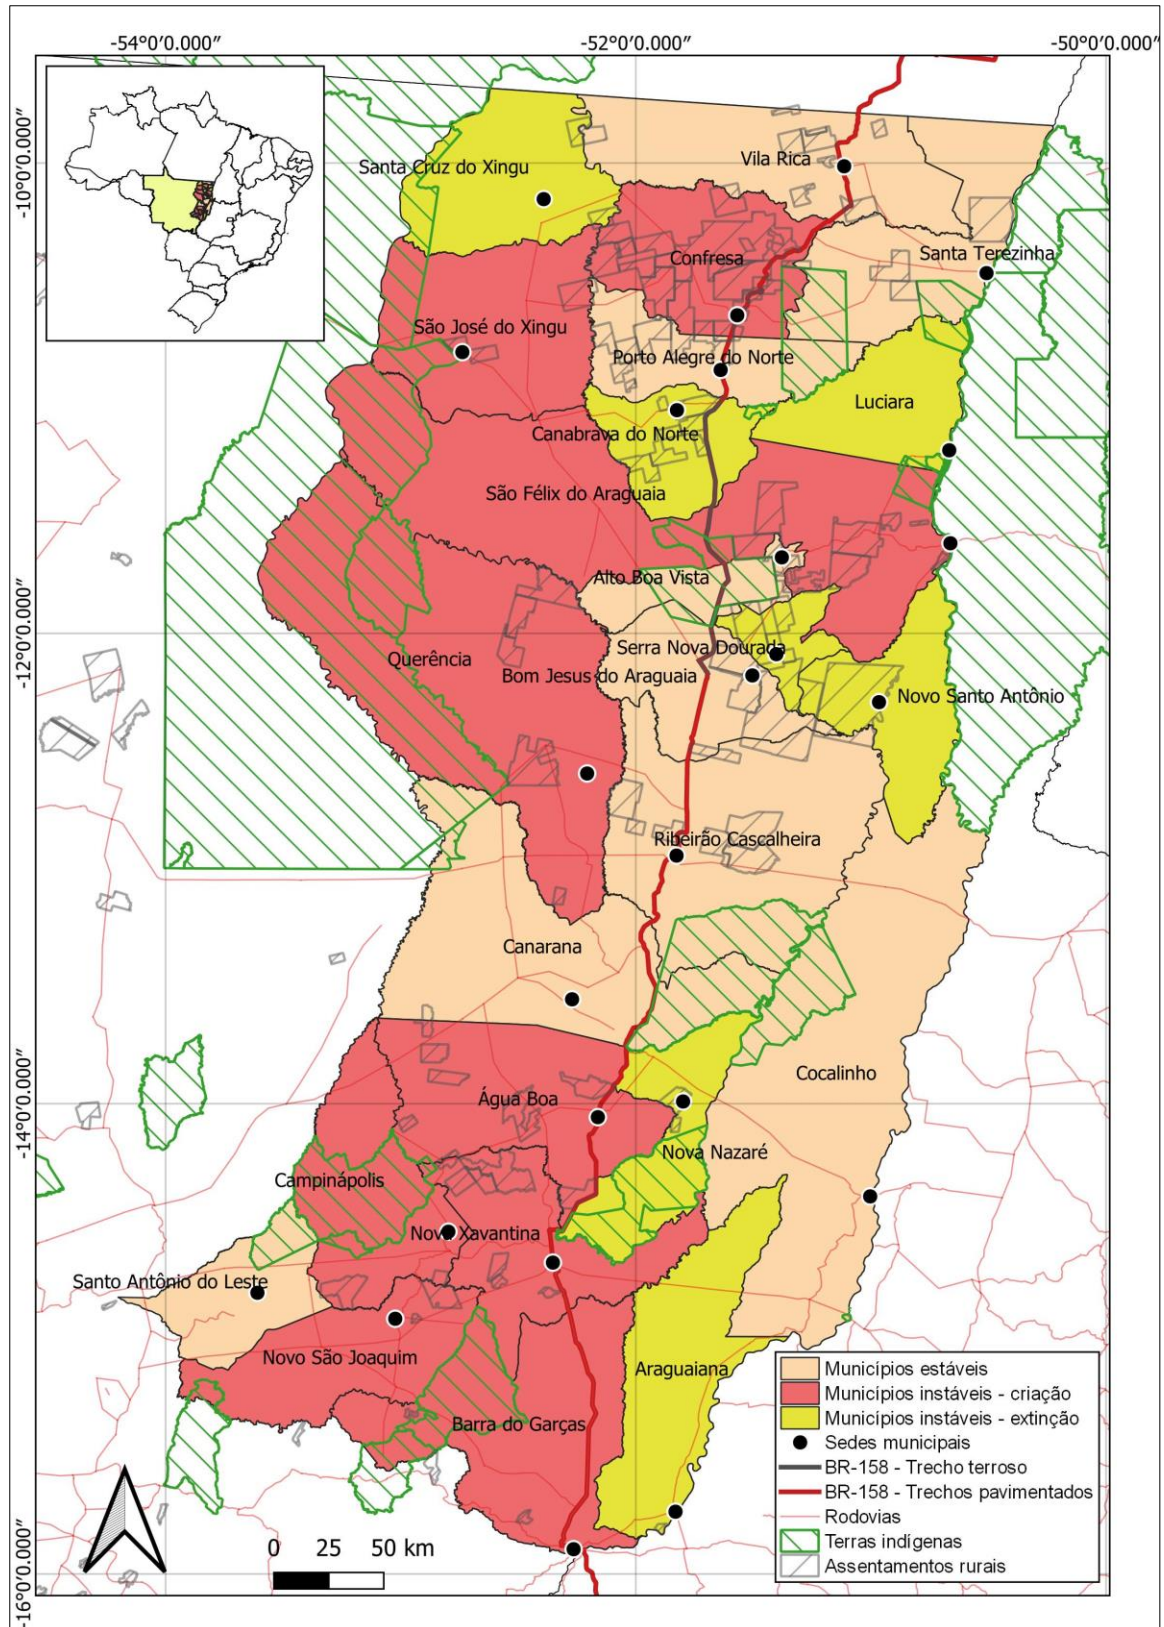 -54°0'0.000″
-52°0'0.000″
-50°0'0.000″
-10°0'0.000″
-12°0'0.000″
-14°0'0.000″
-16°0'0.000″
Santa Cruz do Xingu
Vila Rica
Confresa
Santa Terezinha
São José do Xingu
Porto Alegre do Norte
Luciara
Canabrava do Norte
São Félix do Araguaia
Alto Boa Vista
Serra Nova Dourada
Querência
Bom Jesus do Araguaia
Novo Santo Antônio
Ribeirão Cascalheira
Canarana
Cocalinho
Água Boa
Nova Nazaré
Campinápolis
Nova Xavantina
Santo Antônio do Leste
Novo São Joaquim
Araguaiana
Barra do Garças
Municípios estáveis
Municípios instáveis - criação
Municípios instáveis - extinção
Sedes municipais
BR-158 - Trecho terroso
BR-158 - Trechos pavimentados
Rodovias
Terras indígenas
Assentamentos rurais
0 25 50 km